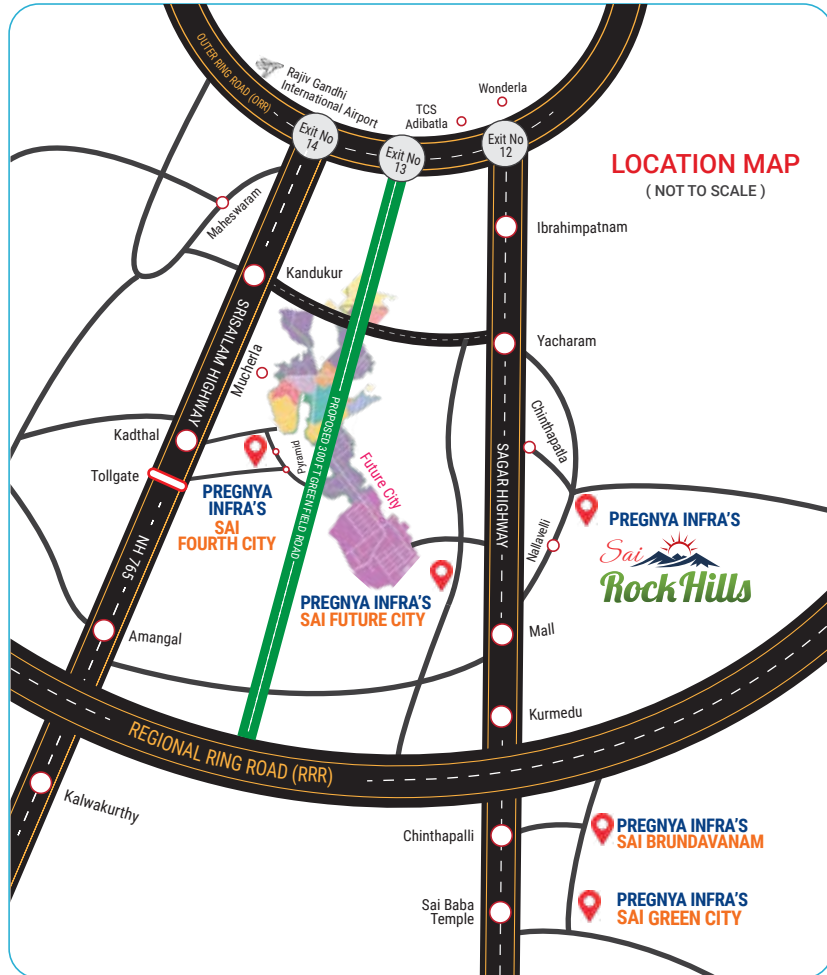 OUTER RING ROAD (ORR)
Rajiv Gandhi
International Airport
TCS
Adibatla
Wonderla
Exit No
14
Exit No
13
Exit No
12
LOCATION MAP
( NOT TO SCALE )
Maheswaram
Ibrahimpatnam
Kandukur
SRISAILAM HIGHWAY
Yacharam
Mucherla
PROPOSED 300 FT GREEN FIELD ROAD
Chinthapatla
Kadthal
Pyramid
SAGAR HIGHWAY
Tollgate
Future City
PREGNYA
INFRA'S
SAI
FOURTH CITY
NH 765
Nallavelli
PREGNYA INFRA'S
Sai
Rock Hills
PREGNYA INFRA'S
SAI FUTURE CITY
Amangal
Mall
Kurmedu
REGIONAL RING ROAD (RRR)
Kalwakurthy
Chinthapalli
PREGNYA INFRA'S
SAI BRUNDAVANAM
Sai Baba
Temple
PREGNYA INFRA'S
SAI GREEN CITY